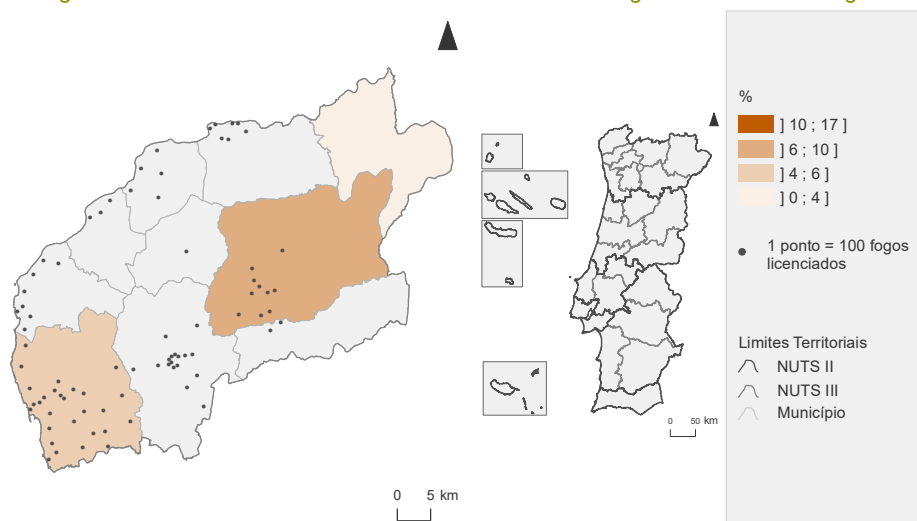 %
] 10 ; 17 ]
] 6 ; 10 ]
] 4 ; 6 ]
] 0 ; 4 ]
1 ponto = 100 fogos
licenciados
Limites Territoriais
NUTS II
NUTS III
Município
0 50 km
0 5 km